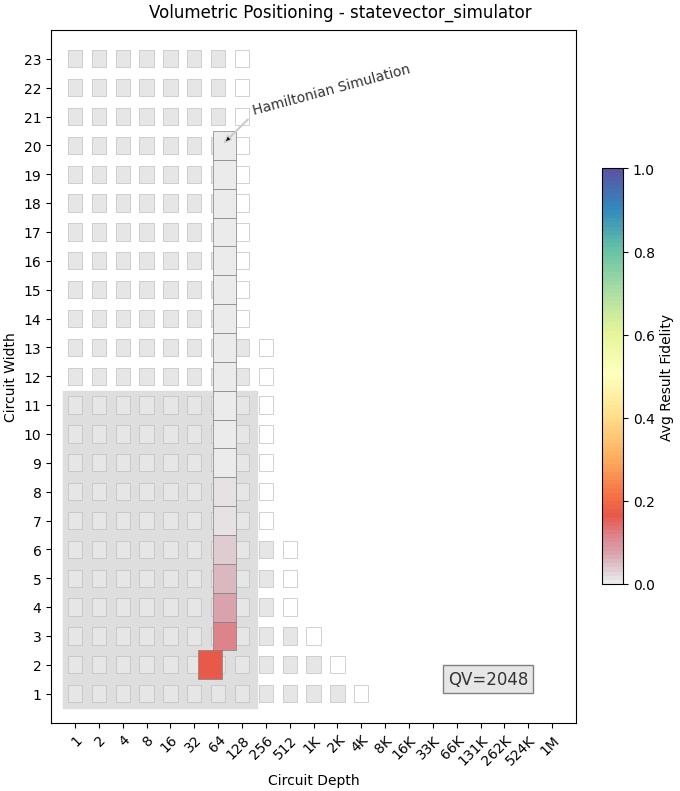 Volumetric Positioning - statevector_simulator
Circuit Width
23
22
21
20
19
18
17
16
15
14
13
12
11
10
9
8
7
6
5
4
3
2
1
Hamiltonian Simulation
QV=2048
1
2
4
8
16
32
64
128
256
512
1K
2K
4K
8K
16K
33K
66K
131K
262K
524K
1M
Circuit Depth
1.0
0.8
0.6
0.4
0.2
0.0
Avg Result Fidelity